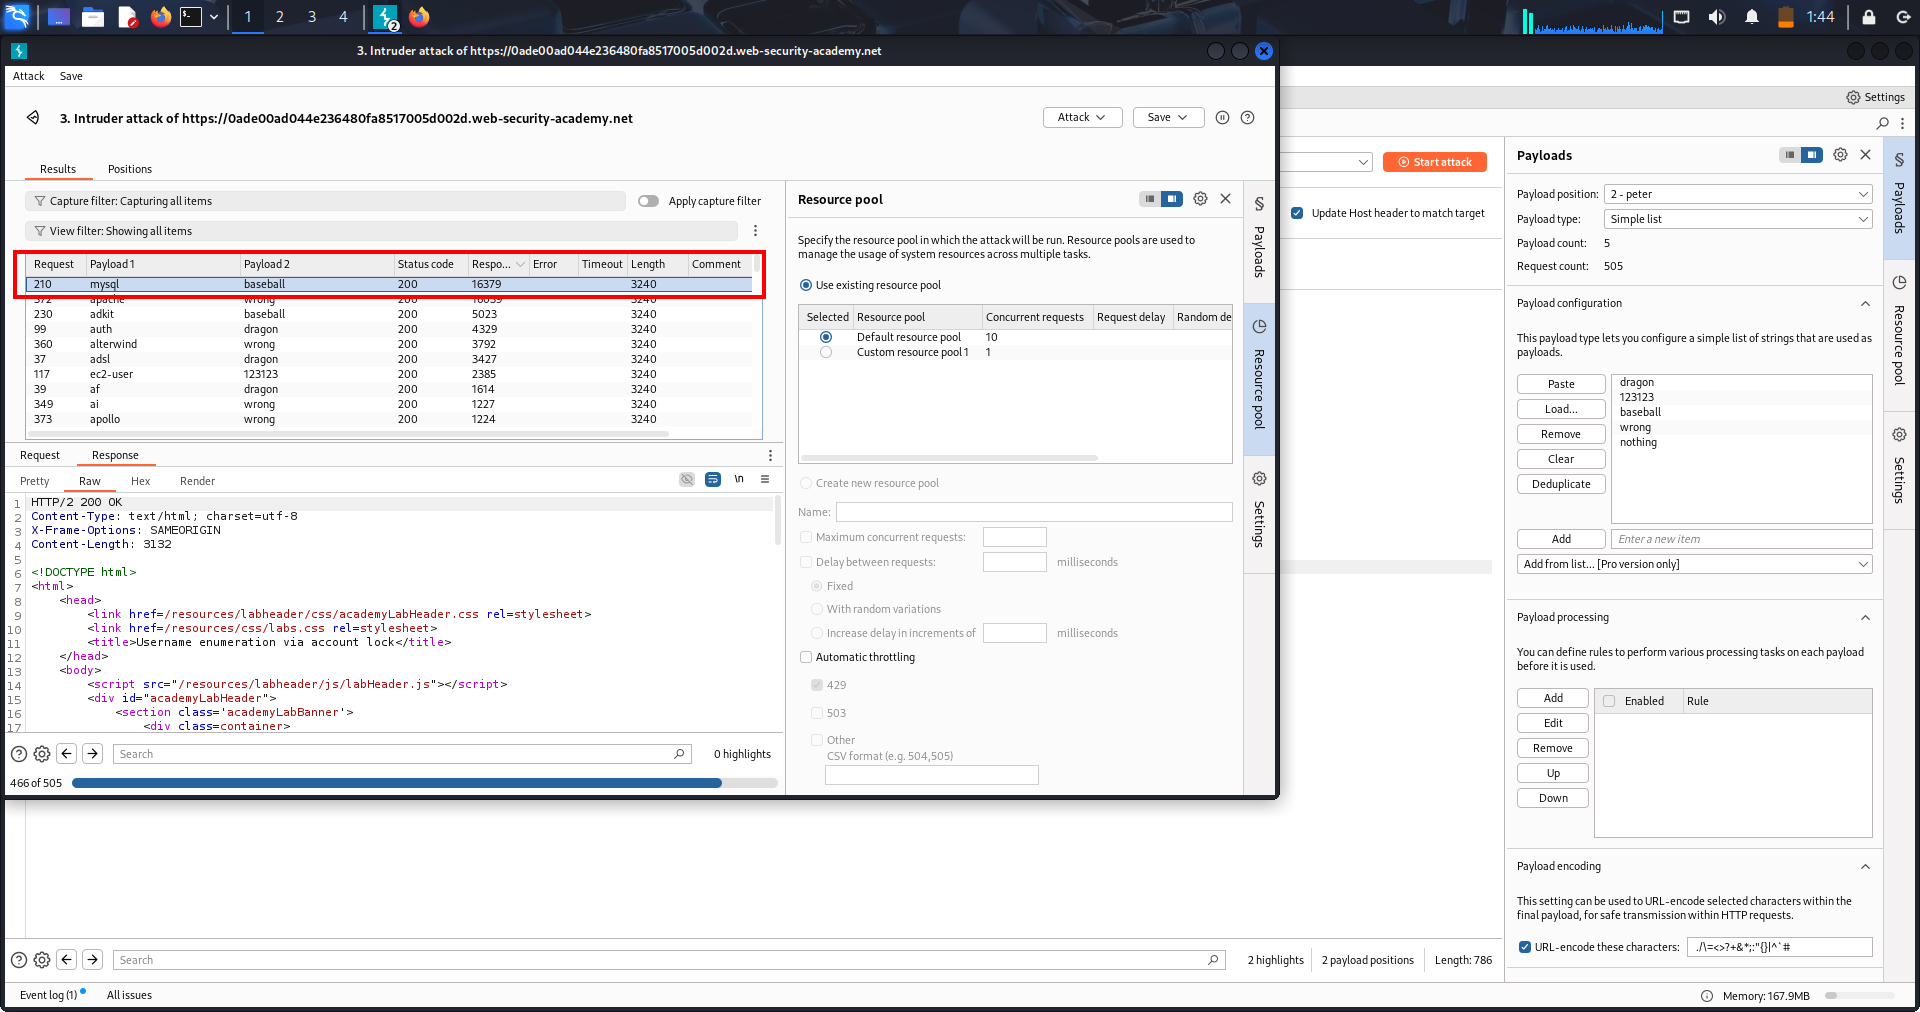 1 2 3 4 2 1:44
3. Intruder attack of https://0ade00ad044e236480fa8517005d002d.web-security-academy.net
Attack Save
3. Intruder attack of https://0ade00ad044e236480fa8517005d002d.web-security-academy.net
Attack Save
Results Positions
Capture filter: Capturing all items
Apply capture filter
View filter: Showing all items
Request Payload 1 Payload 2 Status code Respo... Error Timeout Length Comment
210 mysql baseball 200 16379 3240
372 apache wrong 200 16039 3240
230 adkit baseball 200 5023 3240
99 auth dragon 200 4329 3240
360 alterwind wrong 200 3792 3240
37 adsl dragon 200 3427 3240
117 ec2-user 123123 200 2385 3240
39 af dragon 200 1614 3240
349 ai wrong 200 1227 3240
373 apollo wrong 200 1224 3240
Request Response
Pretty Raw Hex Render
\n
1 HTTP/2 200 OK
2 Content-Type: text/html; charset=utf-8
3 X-Frame-Options: SAMEORIGIN
4 Content-Length: 3132
5
6 <!DOCTYPE html>
7 <html>
8 <head>
9 <link href=/resources/labheader/css/academyLabHeader.css rel=stylesheet>
10 <link href=/resources/css/labs.css rel=stylesheet>
11 <title>Username enumeration via account lock</title>
12 </head>
13 <body>
14 <script src="/resources/labheader/js/labHeader.js"></script>
15 <div id="academyLabHeader">
16 <section class='academyLabBanner'>
17 <div class=container>
Search
0 highlights
466 of 505
Resource pool
Specify the resource pool in which the attack will be run. Resource pools are used to
manage the usage of system resources across multiple tasks.
Use existing resource pool
Selected Resource pool Concurrent requests Request delay Random de
Default resource pool 10
Custom resource pool 1 1
Create new resource pool
Name:
Maximum concurrent requests:
Delay between requests: milliseconds
Fixed
With random variations
Increase delay in increments of milliseconds
Automatic throttling
429
503
Other
CSV format (e.g. 504,505)
Payloads
Resource pool
Settings
Settings
Start attack
Update Host header to match target
Payloads
Payload position: 2 - peter
Payload type: Simple list
Payload count: 5
Request count: 505
Payload configuration
This payload type lets you configure a simple list of strings that are used as
payloads.
Paste
Load...
Remove
Clear
Deduplicate
dragon
123123
baseball
wrong
nothing
Add Enter a new item
Add from list... [Pro version only]
Payload processing
You can define rules to perform various processing tasks on each payload
before it is used.
Add
Edit
Remove
Up
Down
Enabled Rule
Payload encoding
This setting can be used to URL-encode selected characters within the
final payload, for safe transmission within HTTP requests.
URL-encode these characters: ./\=<>?+&*;:"{}|^`#
Payloads
Resource pool
Settings
Search
2 highlights 2 payload positions Length: 786
Event log (1) All issues
Memory: 167.9MB